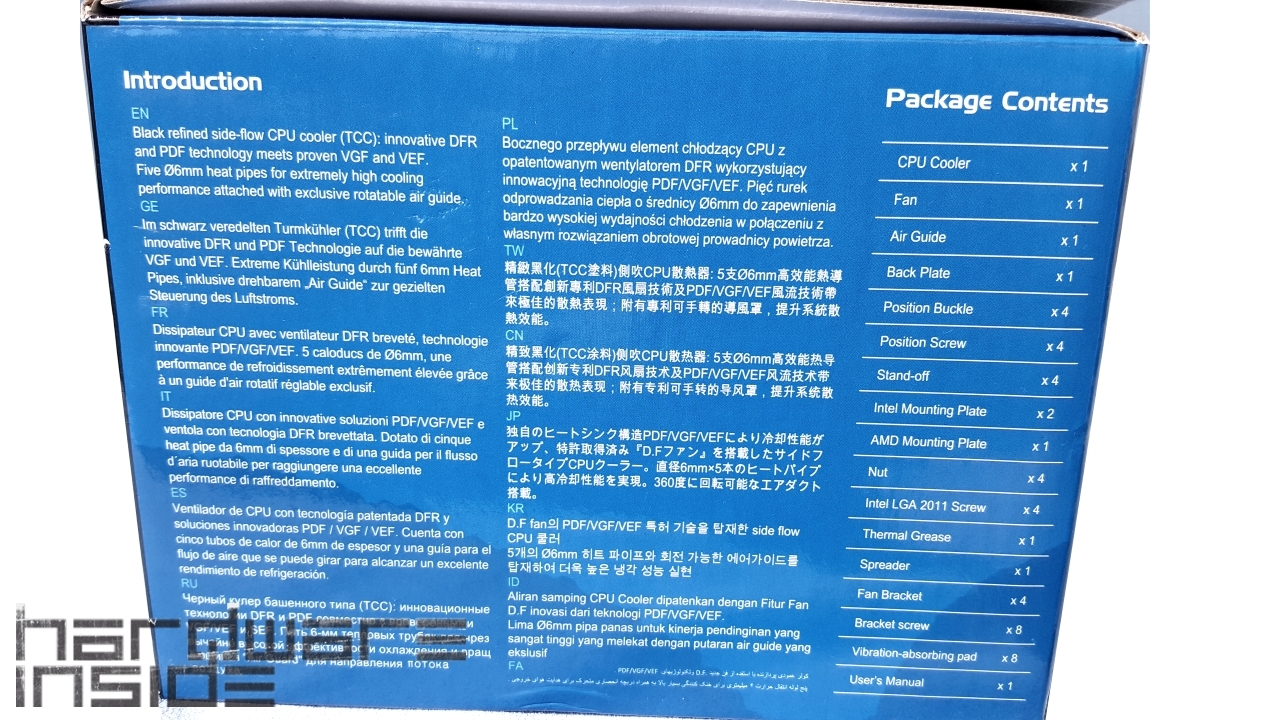 Introduction
EN
Black refined side-flow CPU cooler (TCC): innovative DFR
and PDF technology meets proven VGF and VEF.
Five Ø6mm heat pipes for extremely high cooling
performance attached with exclusive rotatable air guide.
GE
Im schwarz veredelten Turmkühler (TCC) trifft die
innovative DFR und PDF Technologie auf die bewährte
VGF und VEF. Extreme Kühlleistung durch fünf 6mm Heat
Pipes, inklusive drehbarem „Air Guide“ zur gezielten
Steuerung des Luftstroms.
FR
Dissipateur CPU avec ventilateur DFR breveté, technologie
innovante PDF/VGF/VEF. 5 caloducs de Ø6mm, une
performance de refroidissement extrêmement élevée grâce
à un guide d'air rotatif réglable exclusif.
IT
Dissipatore CPU con innovative soluzioni PDF/VGF/VEF e
ventola con tecnologia DFR brevettata. Dotato di cinque
heat pipe da 6mm di spessore e di una guida per il flusso
d´aria ruotabile per raggiungere una eccellente
performance di raffreddamento.
ES
Ventilador de CPU con tecnología patentada DFR y
soluciones innovadoras PDF / VGF / VEF. Cuenta con
cinco tubos de calor de 6mm de espesor y una guía para el
flujo de aire que se puede girar para alcanzar un excelente
rendimiento de refrigeración.
RU
Черный кулер башенного типа (TCC): инновационные
технологии DFR и PDF
6-мм тепловых
охлаждения и
для направления потока
PL
Bocznego przepływu element chłodzący CPU z
opatentowanym wentylatorem DFR wykorzystujący
innowacyjną technologię PDF/VGF/VEF. Pięć rurek
odprowadzania ciepła o średnicy Ø6mm do zapewnienia
bardzo wysokiej wydajności chłodzenia w połączeniu z
własnym rozwiązaniem obrotowej prowadnicy powietrza.
TW
精緻黑化(TCC塗料)側吹CPU散熱器: 5支Ø6mm高效能熱導
管搭配創新專利DFR風扇技術及PDF/VGF/VEF風流技術帶
來極佳的散熱表現；附有專利可手轉的導風罩，提升系統散
熱效能。
CN
精致黑化(TCC涂料)侧吹CPU散热器: 5支Ø6mm高效能热导
管搭配创新专利DFR风扇技术及PDF/VGF/VEF风流技术带
来极佳的散热表现；附有专利可手转的导风罩，提升系统散
热效能。
JP
独自のヒートシンク構造PDF/VGF/VEFにより冷却性能が
アップ、特許取得済み『D.Fファン』を搭載したサイドフ
ロータイプCPUクーラー。直径6mm×5本のヒートパイプ
により高冷却性能を実現。360度に回転可能なエアダクト
搭載。
KR
D.F fan의 PDF/VGF/VEF 특허 기술을 탑재한 side flow
CPU 쿨러
5개의 Ø6mm 히트 파이프와 회전 가능한 에어가이드를
탑재하여 더욱 높은 냉각 성능 실현
ID
Aliran samping CPU Cooler dipatenkan dengan Fitur Fan
D.F inovasi dari teknologi PDF/VGF/VEF.
Lima Ø6mm pipa panas untuk kinerja pendinginan yang
sangat tinggi yang melekat dengan putaran air guide yang
ekslusif
FA
Package Contents
CPU Cooler x 1
Fan x 1
Air Guide x 1
Back Plate x 1
Position Buckle x 4
Position Screw x 4
Stand-off x 4
Intel Mounting Plate x 2
AMD Mounting Plate x 1
Nut x 4
Intel LGA 2011 Screw x 4
Thermal Grease x 1
Spreader x 1
Fan Bracket x 4
Bracket screw x 8
Vibration-absorbing pad x 8
User's Manual x 1
hardware
inside